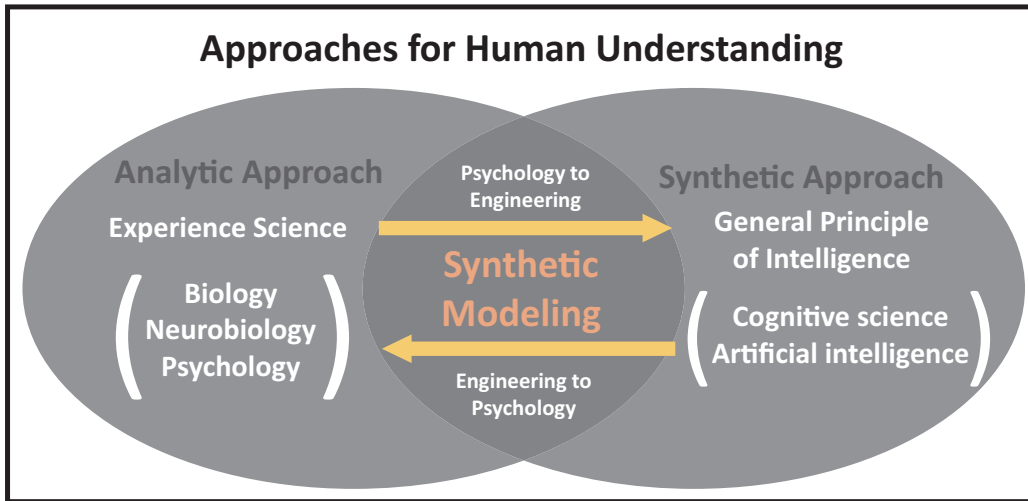 Approaches for Human Understanding
Analytic Approach
Experience Science
Biology
Neurobiology
Psychology
Psychology to
Engineering
Synthetic
Modeling
Engineering to
Psychology
Synthetic Approach
General Principle
of Intelligence
Cognitive science
Artificial intelligence